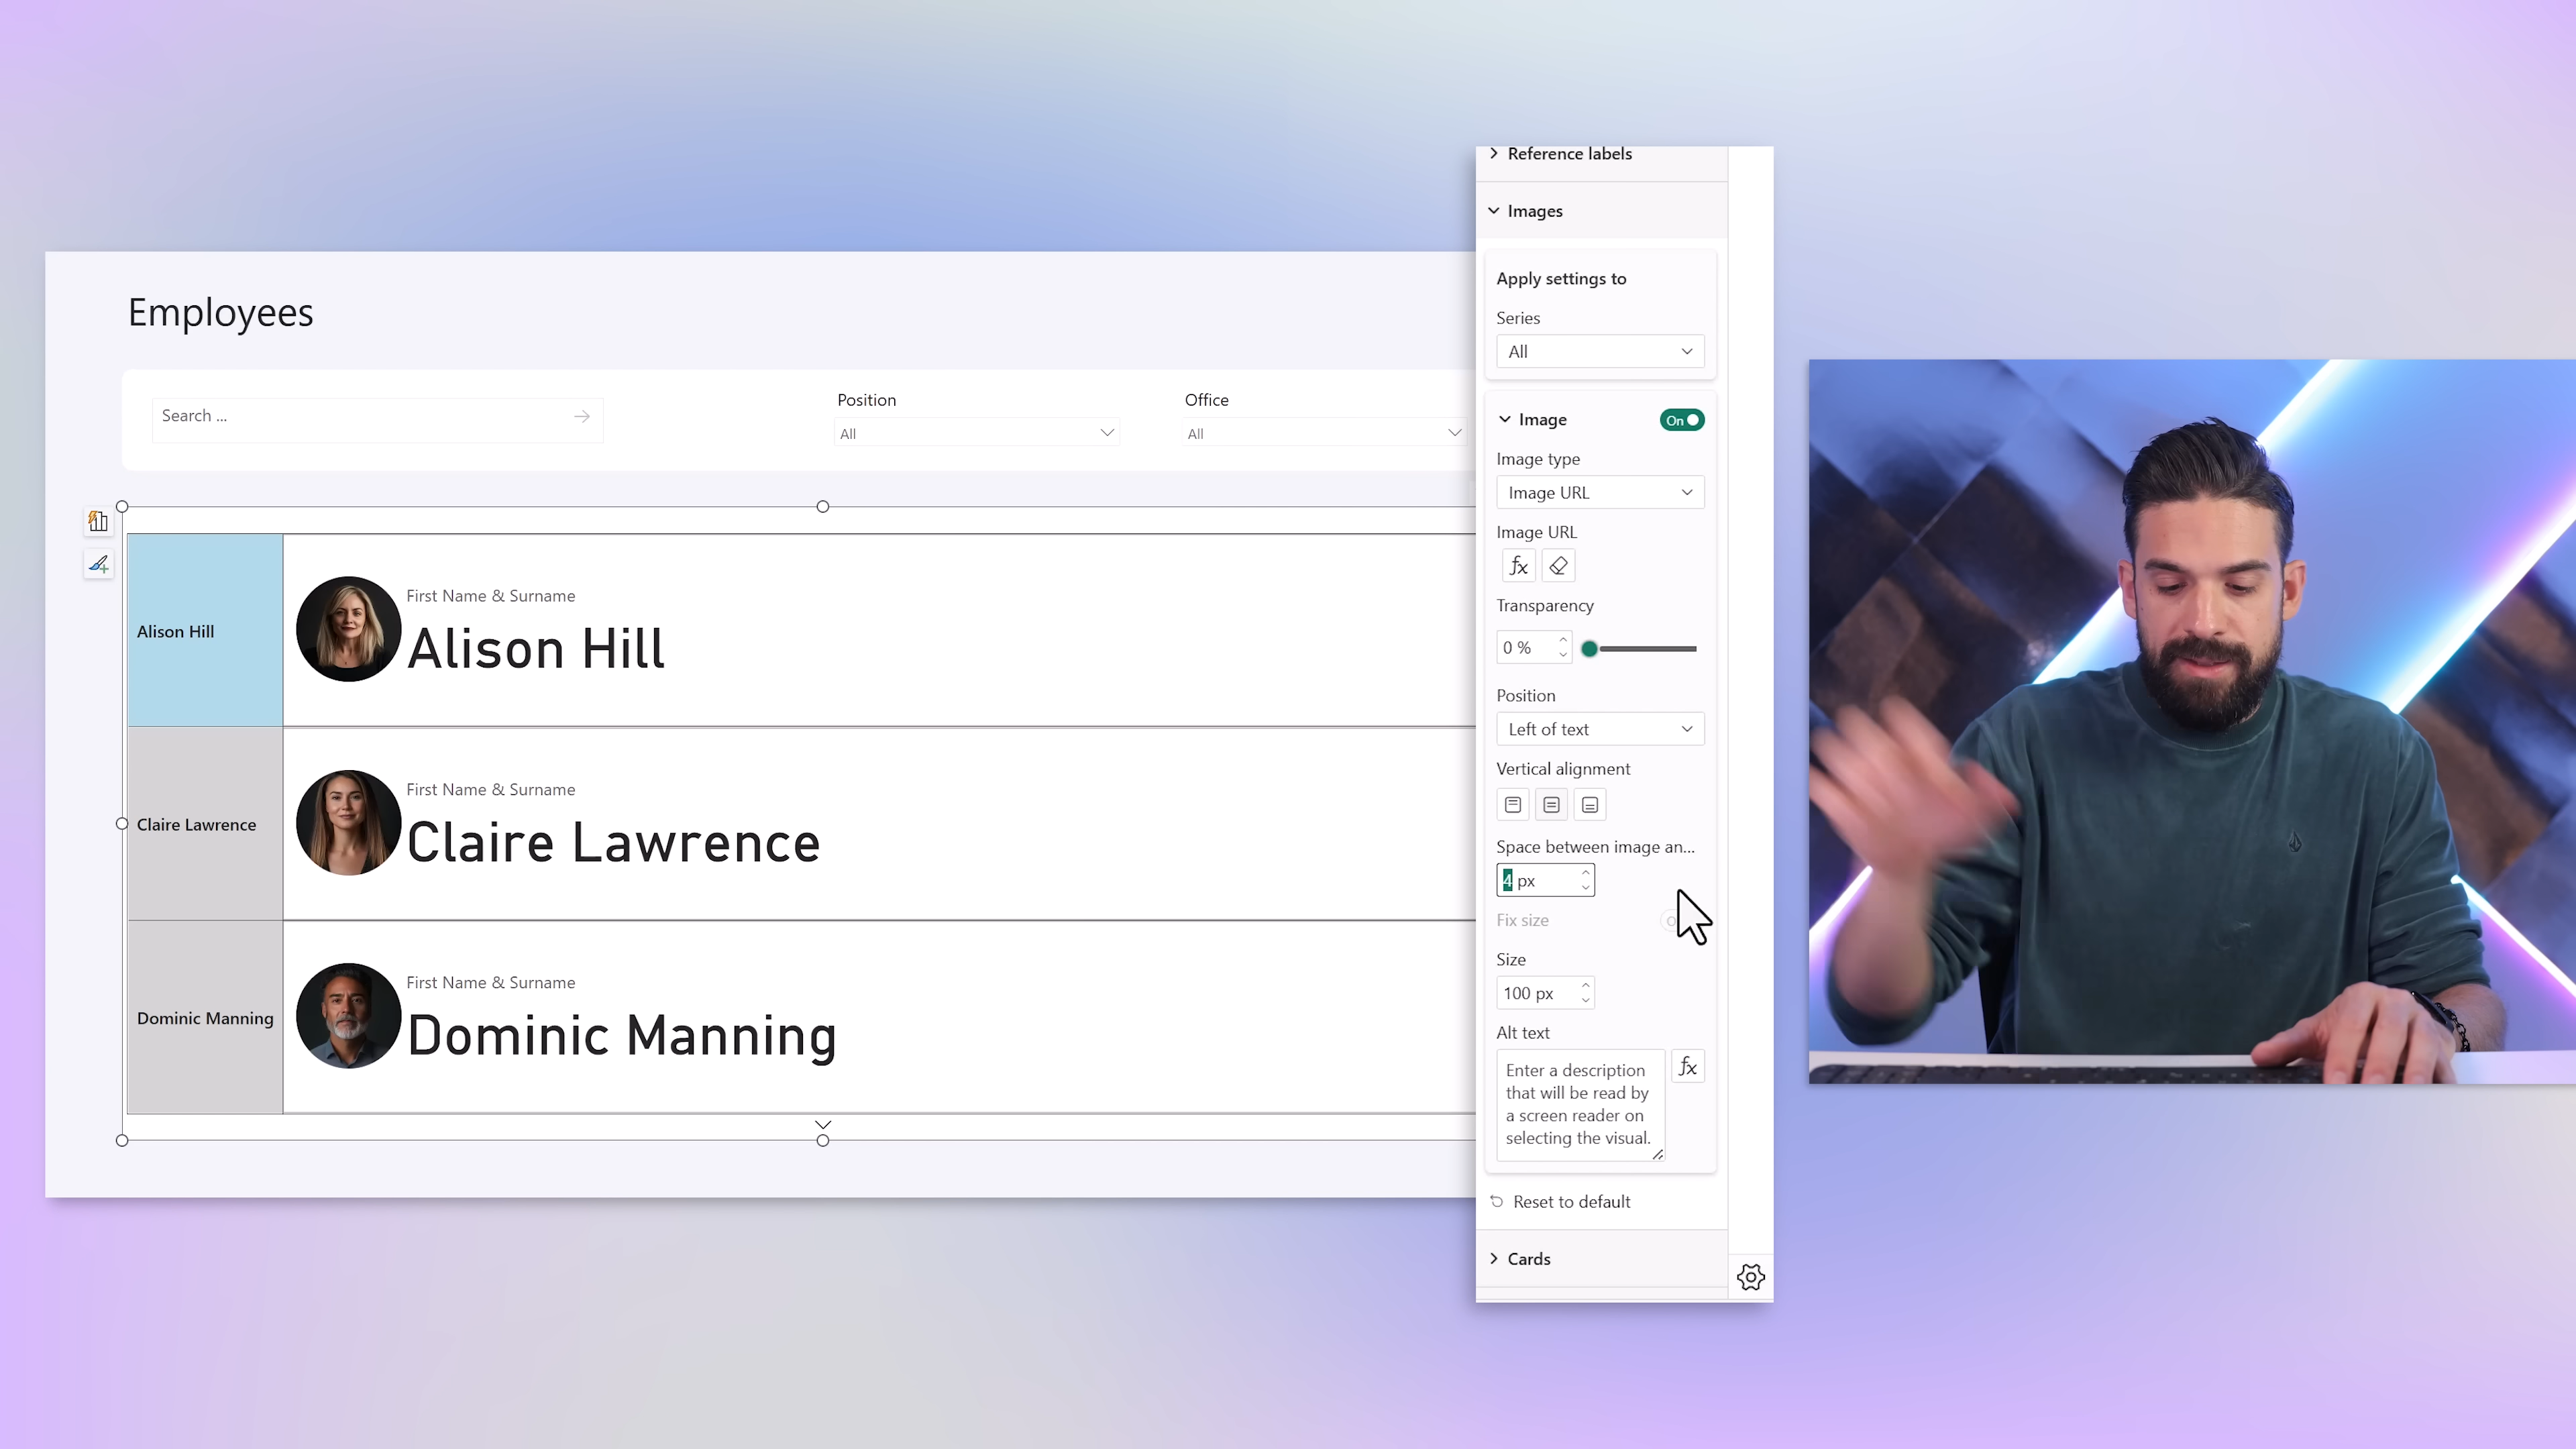 Employees
Search ...
Position
All
Office
All
Alison Hill
First Name & Surname
Alison Hill
Claire Lawrence
First Name & Surname
Claire Lawrence
Dominic Manning
First Name & Surname
Dominic Manning
Reference labels
Images
Apply settings to
Series
All
Image
On
Image type
Image URL
Image URL
fx
Transparency
0 %
Position
Left of text
Vertical alignment
Space between image an...
4 px
Fix size
Size
100 px
Alt text
Enter a description
that will be read by
a screen reader on
selecting the visual.
fx
Reset to default
Cards